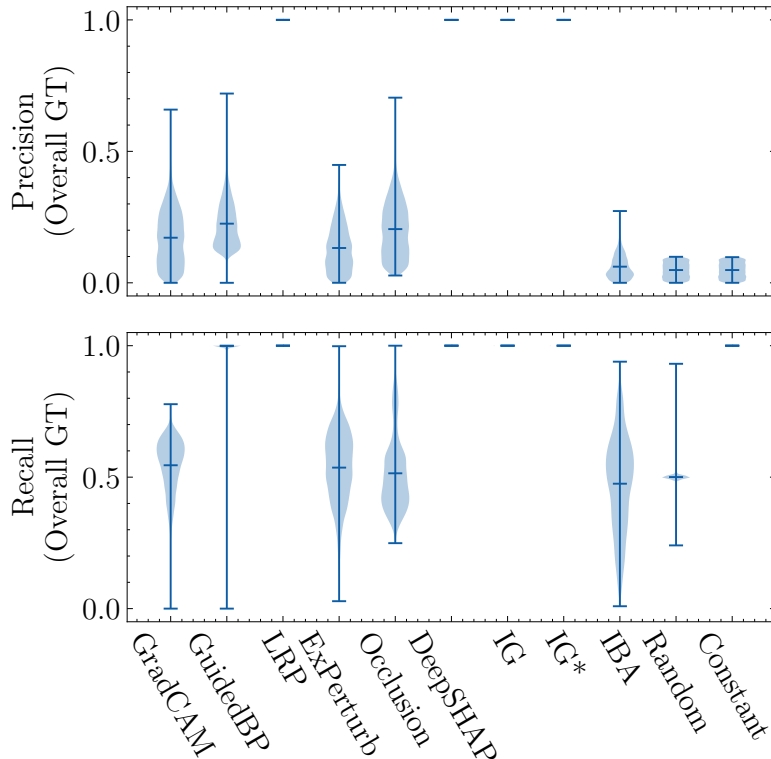 Precision
(Overall GT)
1.0
0.5
0.0
Recall
(Overall GT)
1.0
0.5
0.0
GradCAM
GuidedBP
LRP
ExPerturb
Occlusion
DeepSHAP
IG
IG*
IBA
Random
Constant